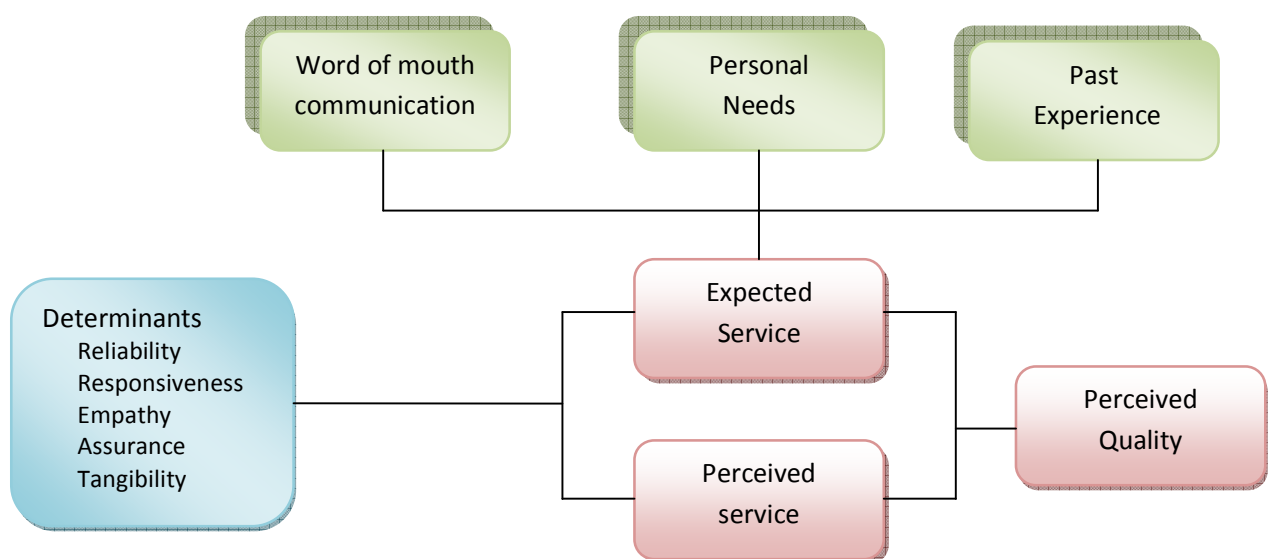 Word of mouth
communication
Personal
Needs
Past
Experience
Expected
Service
Determinants
Reliability
Responsiveness
Empathy
Assurance
Tangibility
Perceived
Quality
Perceived
service